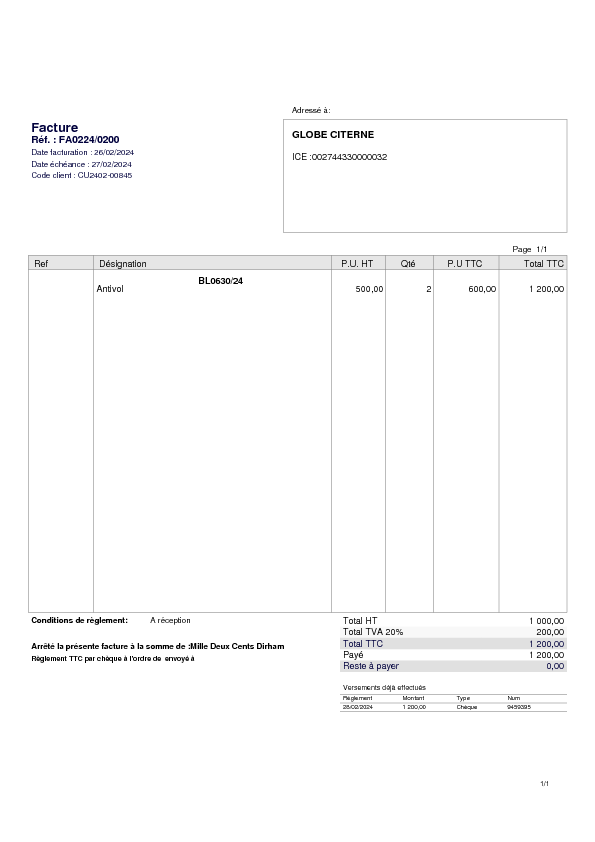 Adressé à:
Facture
Réf. : FA0224/0200
Date facturation : 26/02/2024
Date échéance : 27/02/2024
Code client : CU2402-00845
GLOBE CITERNE
ICE :002744330000032
Page 1/1
Ref Désignation P.U. HT Qté P.U TTC Total TTC
BL0630/24
Antivol 500,00 2 600,00 1 200,00
Conditions de règlement: A réception
Total HT 1 000,00
Total TVA 20% 200,00
Total TTC 1 200,00
Payé 1 200,00
Reste à payer 0,00
Arrêté la présente facture à la somme de :Mille Deux Cents Dirham
Règlement TTC par chèque à l'ordre de envoyé à
Versements déjà effectués
Règlement Montant Type Num
28/02/2024 1 200,00 Chèque 9459395
1/1